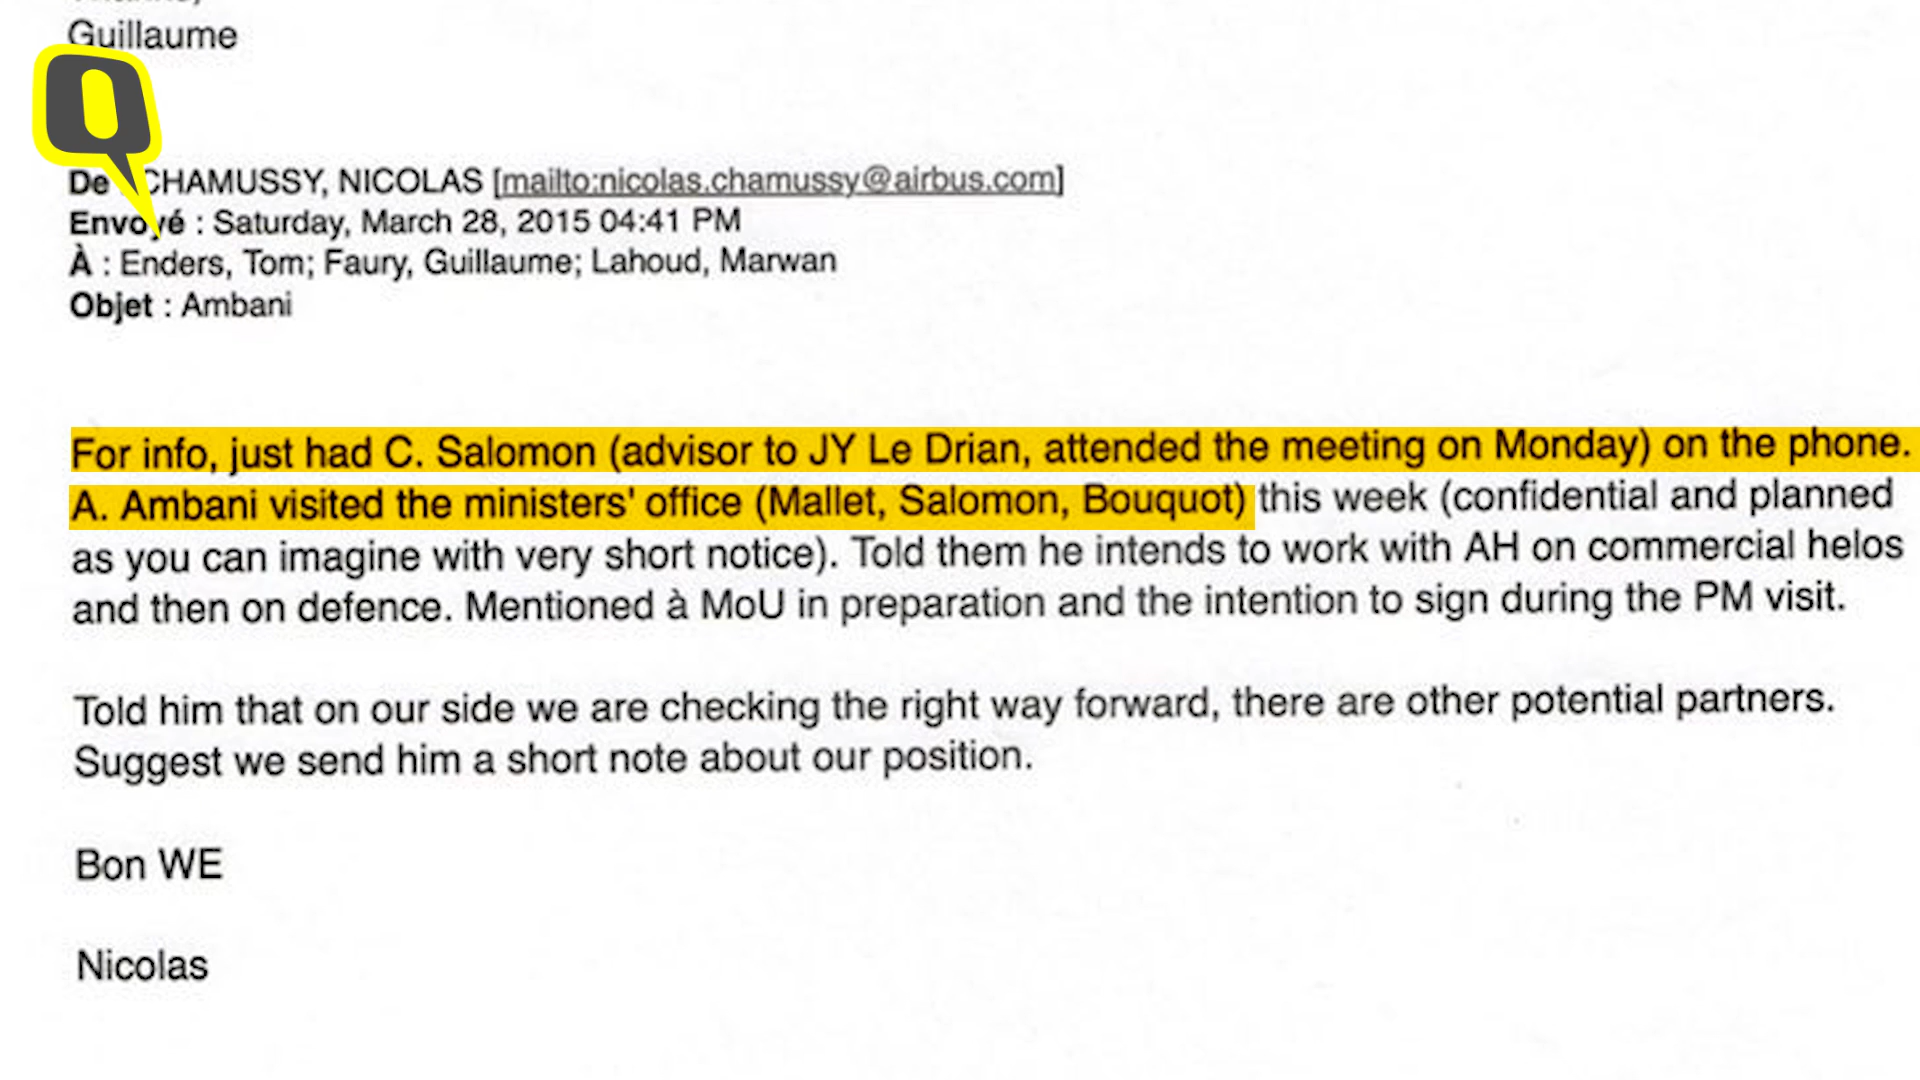 Guillaume
Q
De CHAMUSSY, NICOLAS [mailto:nicolas.chamussy@airbus.com]
Envoyé : Saturday, March 28, 2015 04:41 PM
À : Enders, Tom; Faury, Guillaume; Lahoud, Marwan
Objet : Ambani
For info, just had C. Salomon (advisor to JY Le Drian, attended the meeting on Monday) on the phone.
A. Ambani visited the ministers' office (Mallet, Salomon, Bouquot) this week (confidential and planned
as you can imagine with very short notice). Told them he intends to work with AH on commercial helos
and then on defence. Mentioned à MoU in preparation and the intention to sign during the PM visit.
Told him that on our side we are checking the right way forward, there are other potential partners.
Suggest we send him a short note about our position.
Bon WE
Nicolas